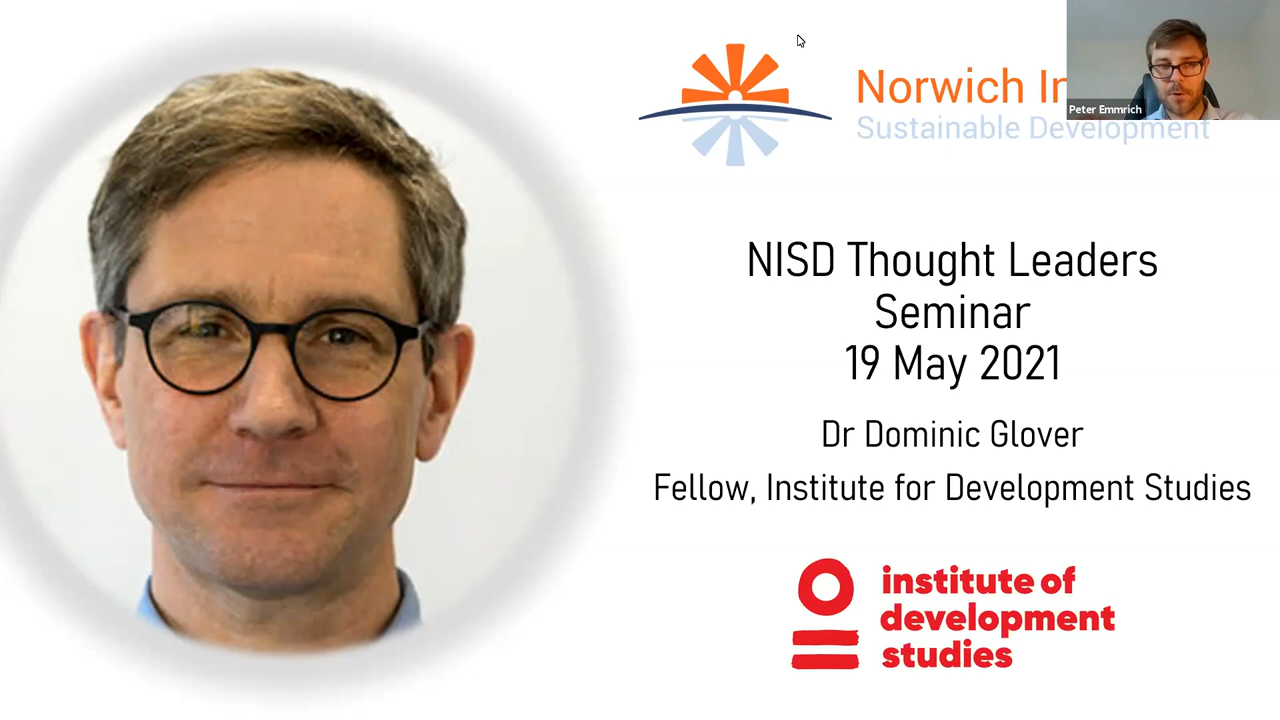 Norwich In
Sustainable Development
Peter Emmrich
NISD Thought Leaders
Seminar
19 May 2021
Dr Dominic Glover
Fellow, Institute for Development Studies
institute of
development
studies